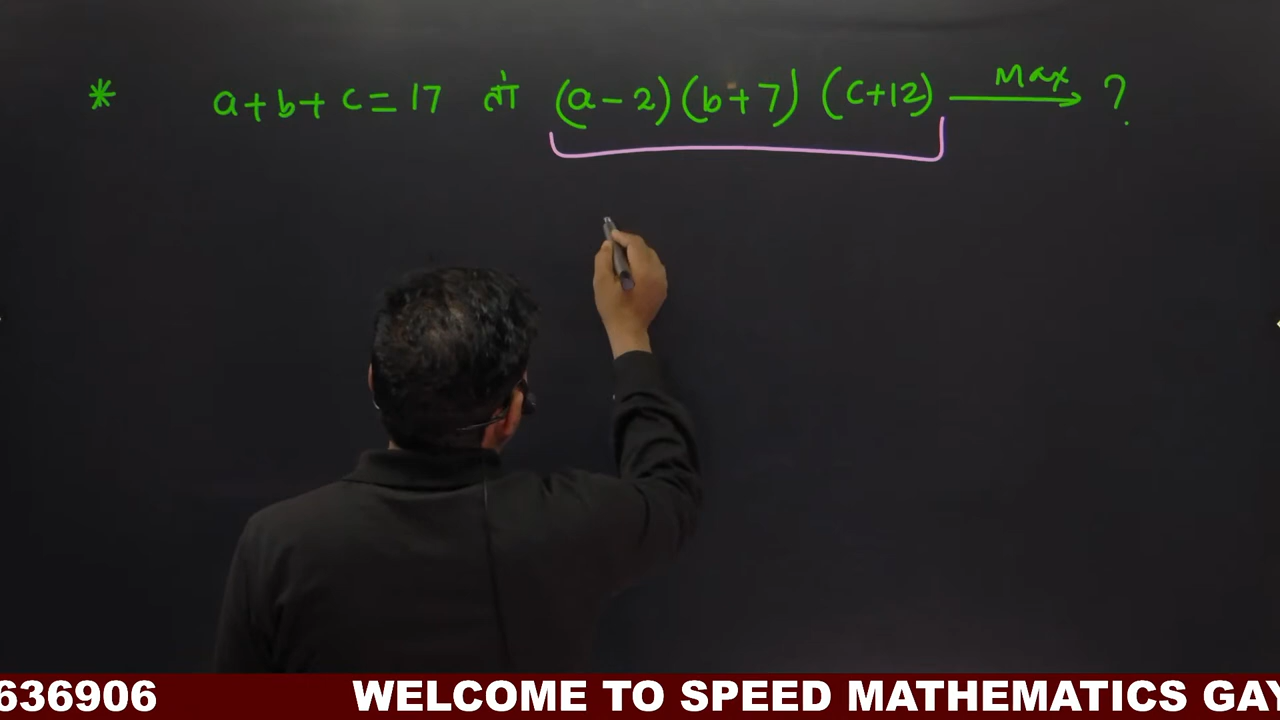 * a+b+c=17 तो (a-2)(b+7)(c+12) Max → ?
636906 WELCOME TO SPEED MATHEMATICS GAY